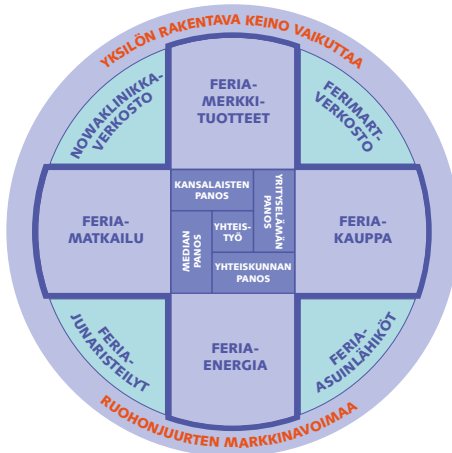 YKSILÖN RAKENTAVA KEINO VAIKUTTAA
NOWAKLINIKKA-
VERKOSTO
FERIA-
MERKKI-
TUOTTEET
FERIMART-
VERKOSTO
FERIA-
MATKAILU
KANSALAISTEN
PANOS
YRITYSELÄMÄN
PANOS
MEDIAN
PANOS
YHTEIS-
TYÖ
YHTEISKUNNAN
PANOS
FERIA-
KAUPPA
FERIA-
JUNARISTEILYT
FERIA-
ENERGIA
FERIA-
ASUINLÄHIKÖT
RUOHONJUURTEN MARKKINAVOIMAA